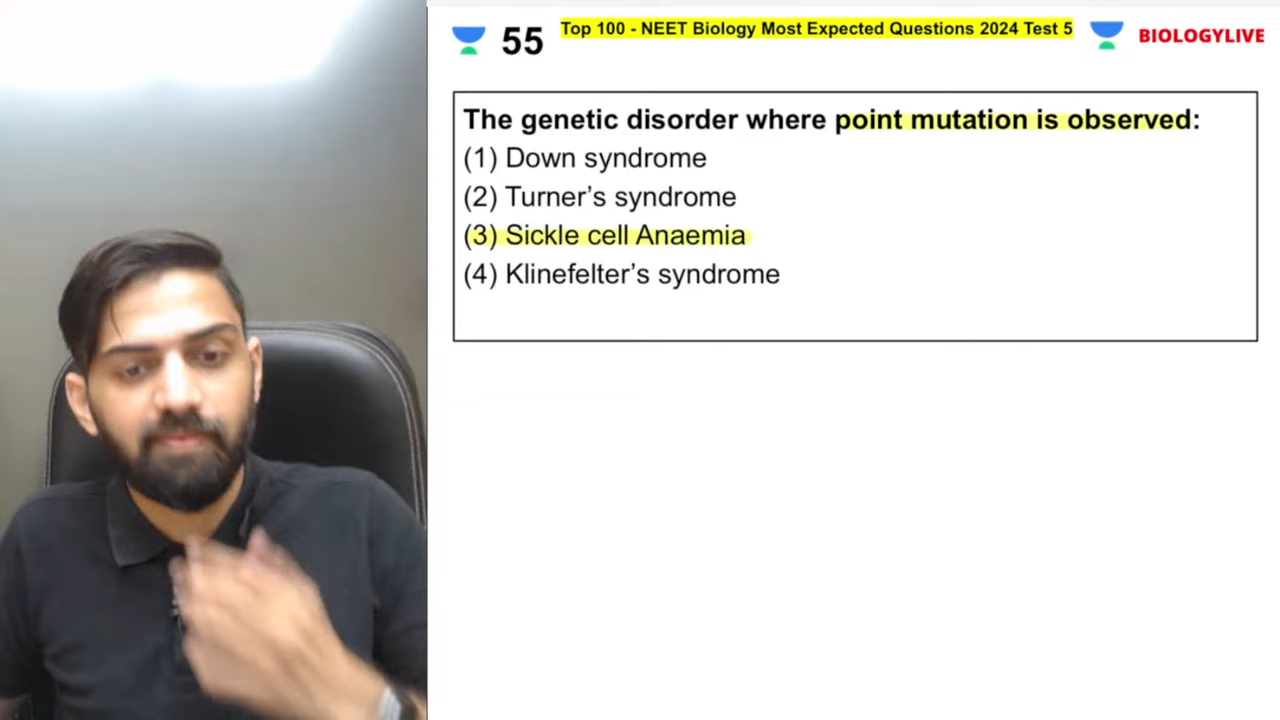 55
Top 100 - NEET Biology Most Expected Questions 2024 Test 5
BIOLOGYLIVE
The genetic disorder where point mutation is observed:
(1) Down syndrome
(2) Turner’s syndrome
(3) Sickle cell Anaemia
(4) Klinefelter’s syndrome